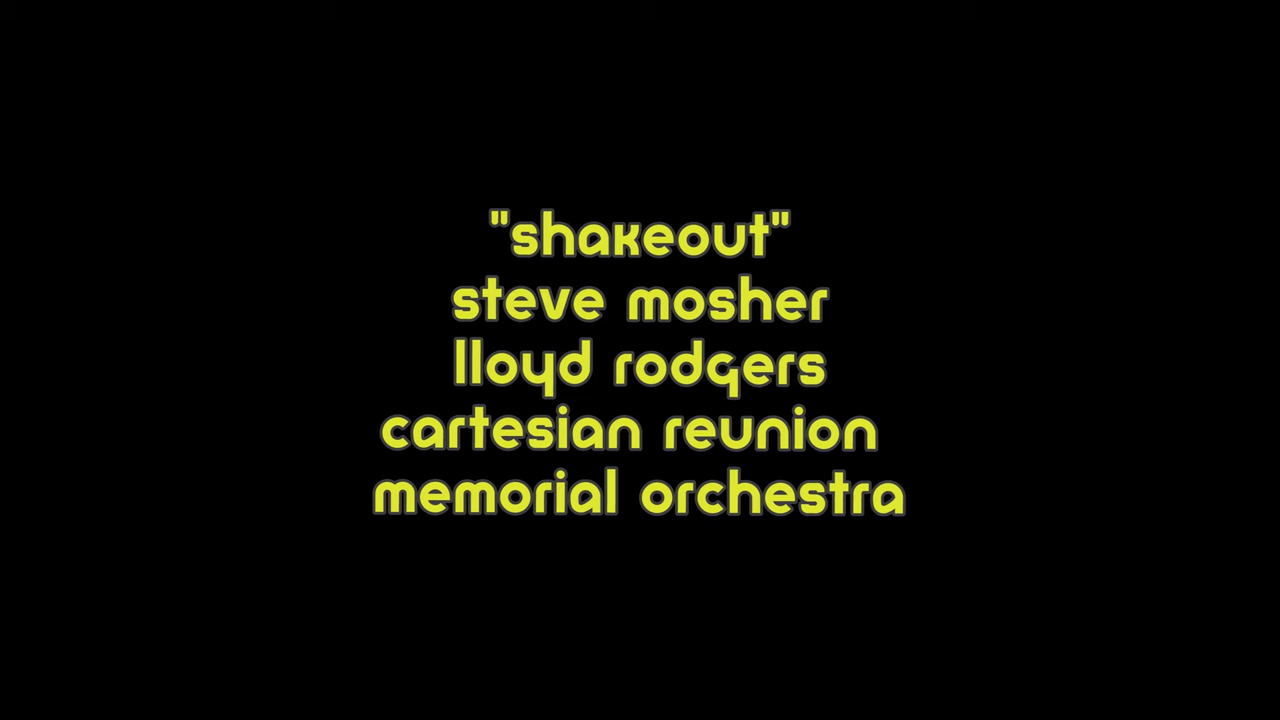 "shakeout"
steve mosher
lloyd rodgers
cartesian reunion
memorial orchestra